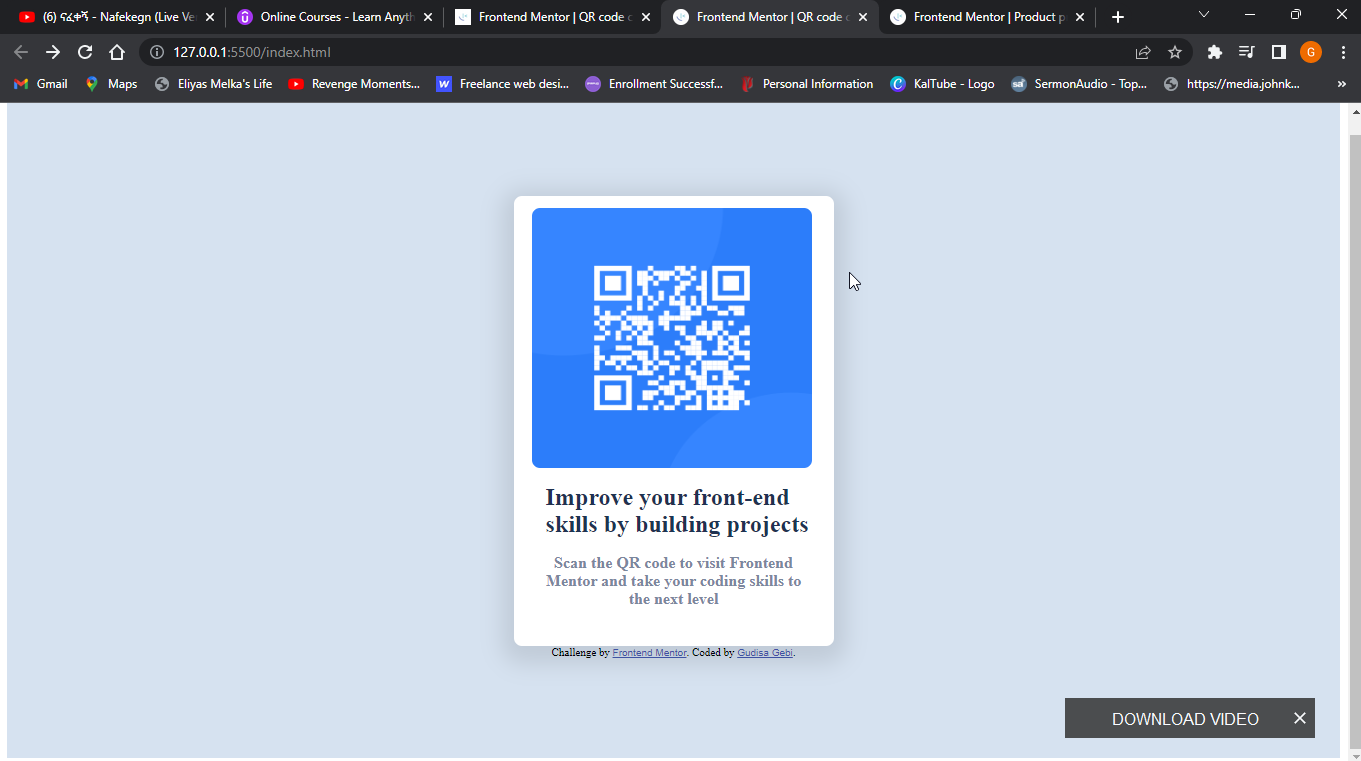 (6) ናፈቀኝ - Nafekegn (Live Ve
Online Courses - Learn Anyth
Frontend Mentor | QR code c
Frontend Mentor | QR code c
Frontend Mentor | Product p
127.0.0.1:5500/index.html
G
Gmail
Maps
Eliyas Melka's Life
Revenge Moments...
Freelance web desi...
Enrollment Successf...
Personal Information
KalTube - Logo
SermonAudio - Top...
https://media.johnk...
Improve your front-end
skills by building projects
Scan the QR code to visit Frontend
Mentor and take your coding skills to
the next level
Challenge by Frontend Mentor. Coded by Gudisa Gebi.
DOWNLOAD VIDEO